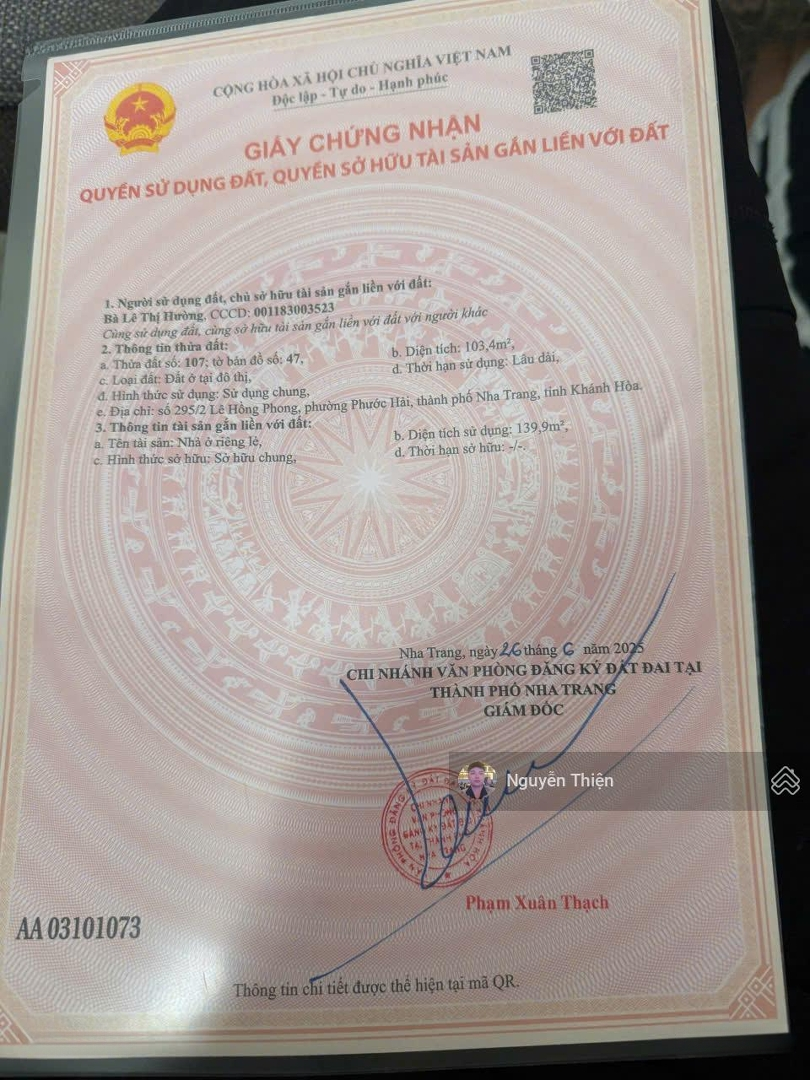 CỘNG HÒA XÃ HỘI CHỦ NGHĨA VIỆT NAM
Độc lập - Tự do - Hạnh phúc
GIẤY CHỨNG NHẬN
QUYỀN SỬ DỤNG ĐẤT, QUYỀN SỞ HỮU TÀI SẢN GẮN LIỀN VỚI ĐẤT
1. Người sử dụng đất, chủ sở hữu tài sản gắn liền với đất:
Bà Lê Thị Hường, CCCD: 001183003523
Cùng sử dụng đất, cùng sở hữu tài sản gắn liền với đất với người khác
2. Thông tin thửa đất:
a. Thửa đất số: 107; tờ bản đồ số: 47, b. Diện tích: 103,4m²,
c. Loại đất: Đất ở tại đô thị, d. Thời hạn sử dụng: Lâu dài,
đ. Hình thức sử dụng: Sử dụng chung,
e. Địa chỉ: số 295/2 Lê Hồng Phong, phường Phước Hải, thành phố Nha Trang, tỉnh Khánh Hòa.
3. Thông tin tài sản gắn liền với đất:
a. Tên tài sản: Nhà ở riêng lẻ, b. Diện tích sử dụng: 139,9m²,
c. Hình thức sở hữu: Sở hữu chung, d. Thời hạn sở hữu: -/-.
Nha Trang, ngày 26 tháng 6 năm 2025
CHI NHÁNH VĂN PHÒNG ĐĂNG KÝ ĐẤT ĐAI TẠI
THÀNH PHỐ NHA TRANG
GIÁM ĐỐC
Nguyễn Thiện
CHI NHÁNH
VĂN PHÒNG
ĐĂNG KÝ ĐẤT
NHA TRANG
Phạm Xuân Thạch
AA 03101073
Thông tin chi tiết được thể hiện tại mã QR.